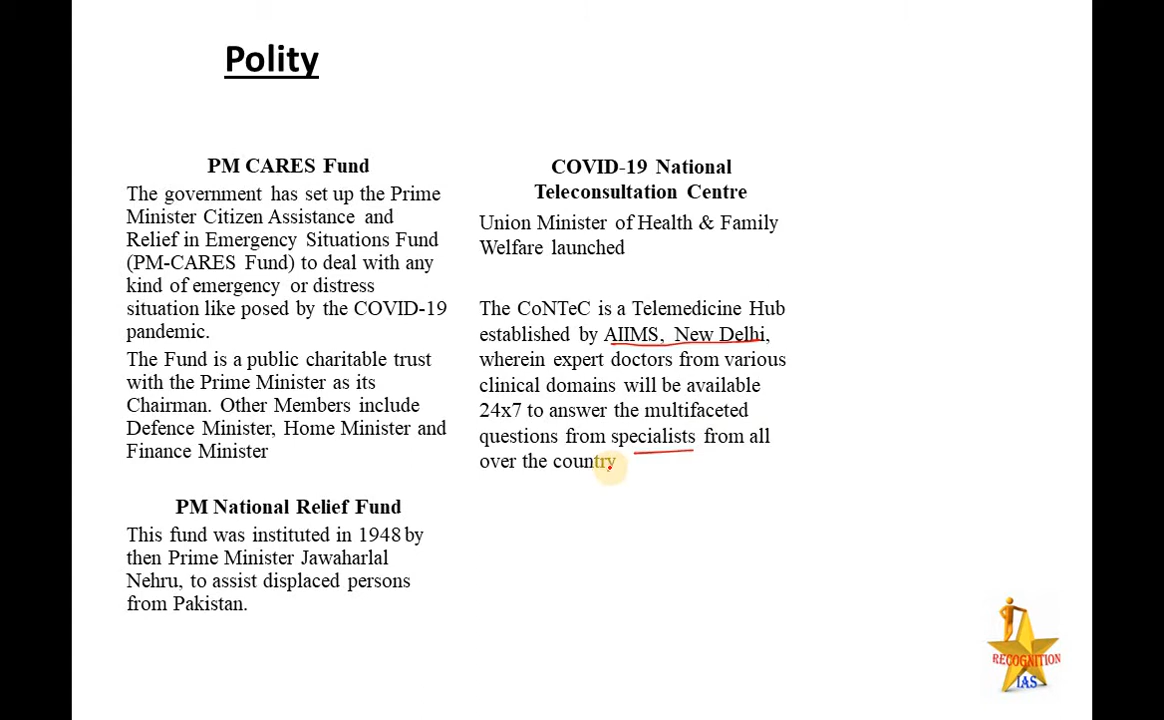 Polity
PM CARES Fund
The government has set up the Prime
Minister Citizen Assistance and
Relief in Emergency Situations Fund
(PM-CARES Fund) to deal with any
kind of emergency or distress
situation like posed by the COVID-19
pandemic.
The Fund is a public charitable trust
with the Prime Minister as its
Chairman. Other Members include
Defence Minister, Home Minister and
Finance Minister
PM National Relief Fund
This fund was instituted in 1948 by
then Prime Minister Jawaharlal
Nehru, to assist displaced persons
from Pakistan.
COVID-19 National
Teleconsultation Centre
Union Minister of Health & Family
Welfare launched
The CoNTeC is a Telemedicine Hub
established by AIIMS, New Delhi,
wherein expert doctors from various
clinical domains will be available
24x7 to answer the multifaceted
questions from specialists from all
over the country
RECOGNITION
IAS